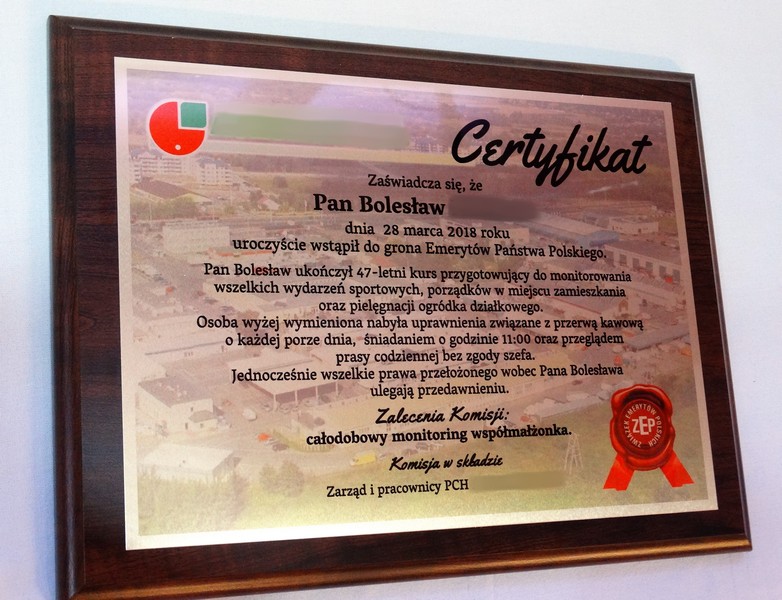 Certyfikat
Zaświadcza się, że
Pan Bolesław
dnia 28 marca 2018 roku
uroczyście wstąpił do grona Emerytów Państwa Polskiego.
Pan Bolesław ukończył 47-letni kurs przygotowujący do monitorowania
wszelkich wydarzeń sportowych, porządków w miejscu zamieszkania
oraz pielęgnacji ogródka działkowego.
Osoba wyżej wymieniona nabyła uprawnienia związane z przerwą kawową
o każdej porze dnia, śniadaniem o godzinie 11:00 oraz przeglądem
prasy codziennej bez zgody szefa.
Jednocześnie wszelkie prawa przełożonego wobec Pana Bolesława
ulegają przedawnieniu.
Zalecenia Komisji:
całodobowy monitoring współmałżonka.
Komisja w składzie
Zarząd i pracownicy PCH
ZWIĄZEK EMERYTÓW POLSKICH
ZEP